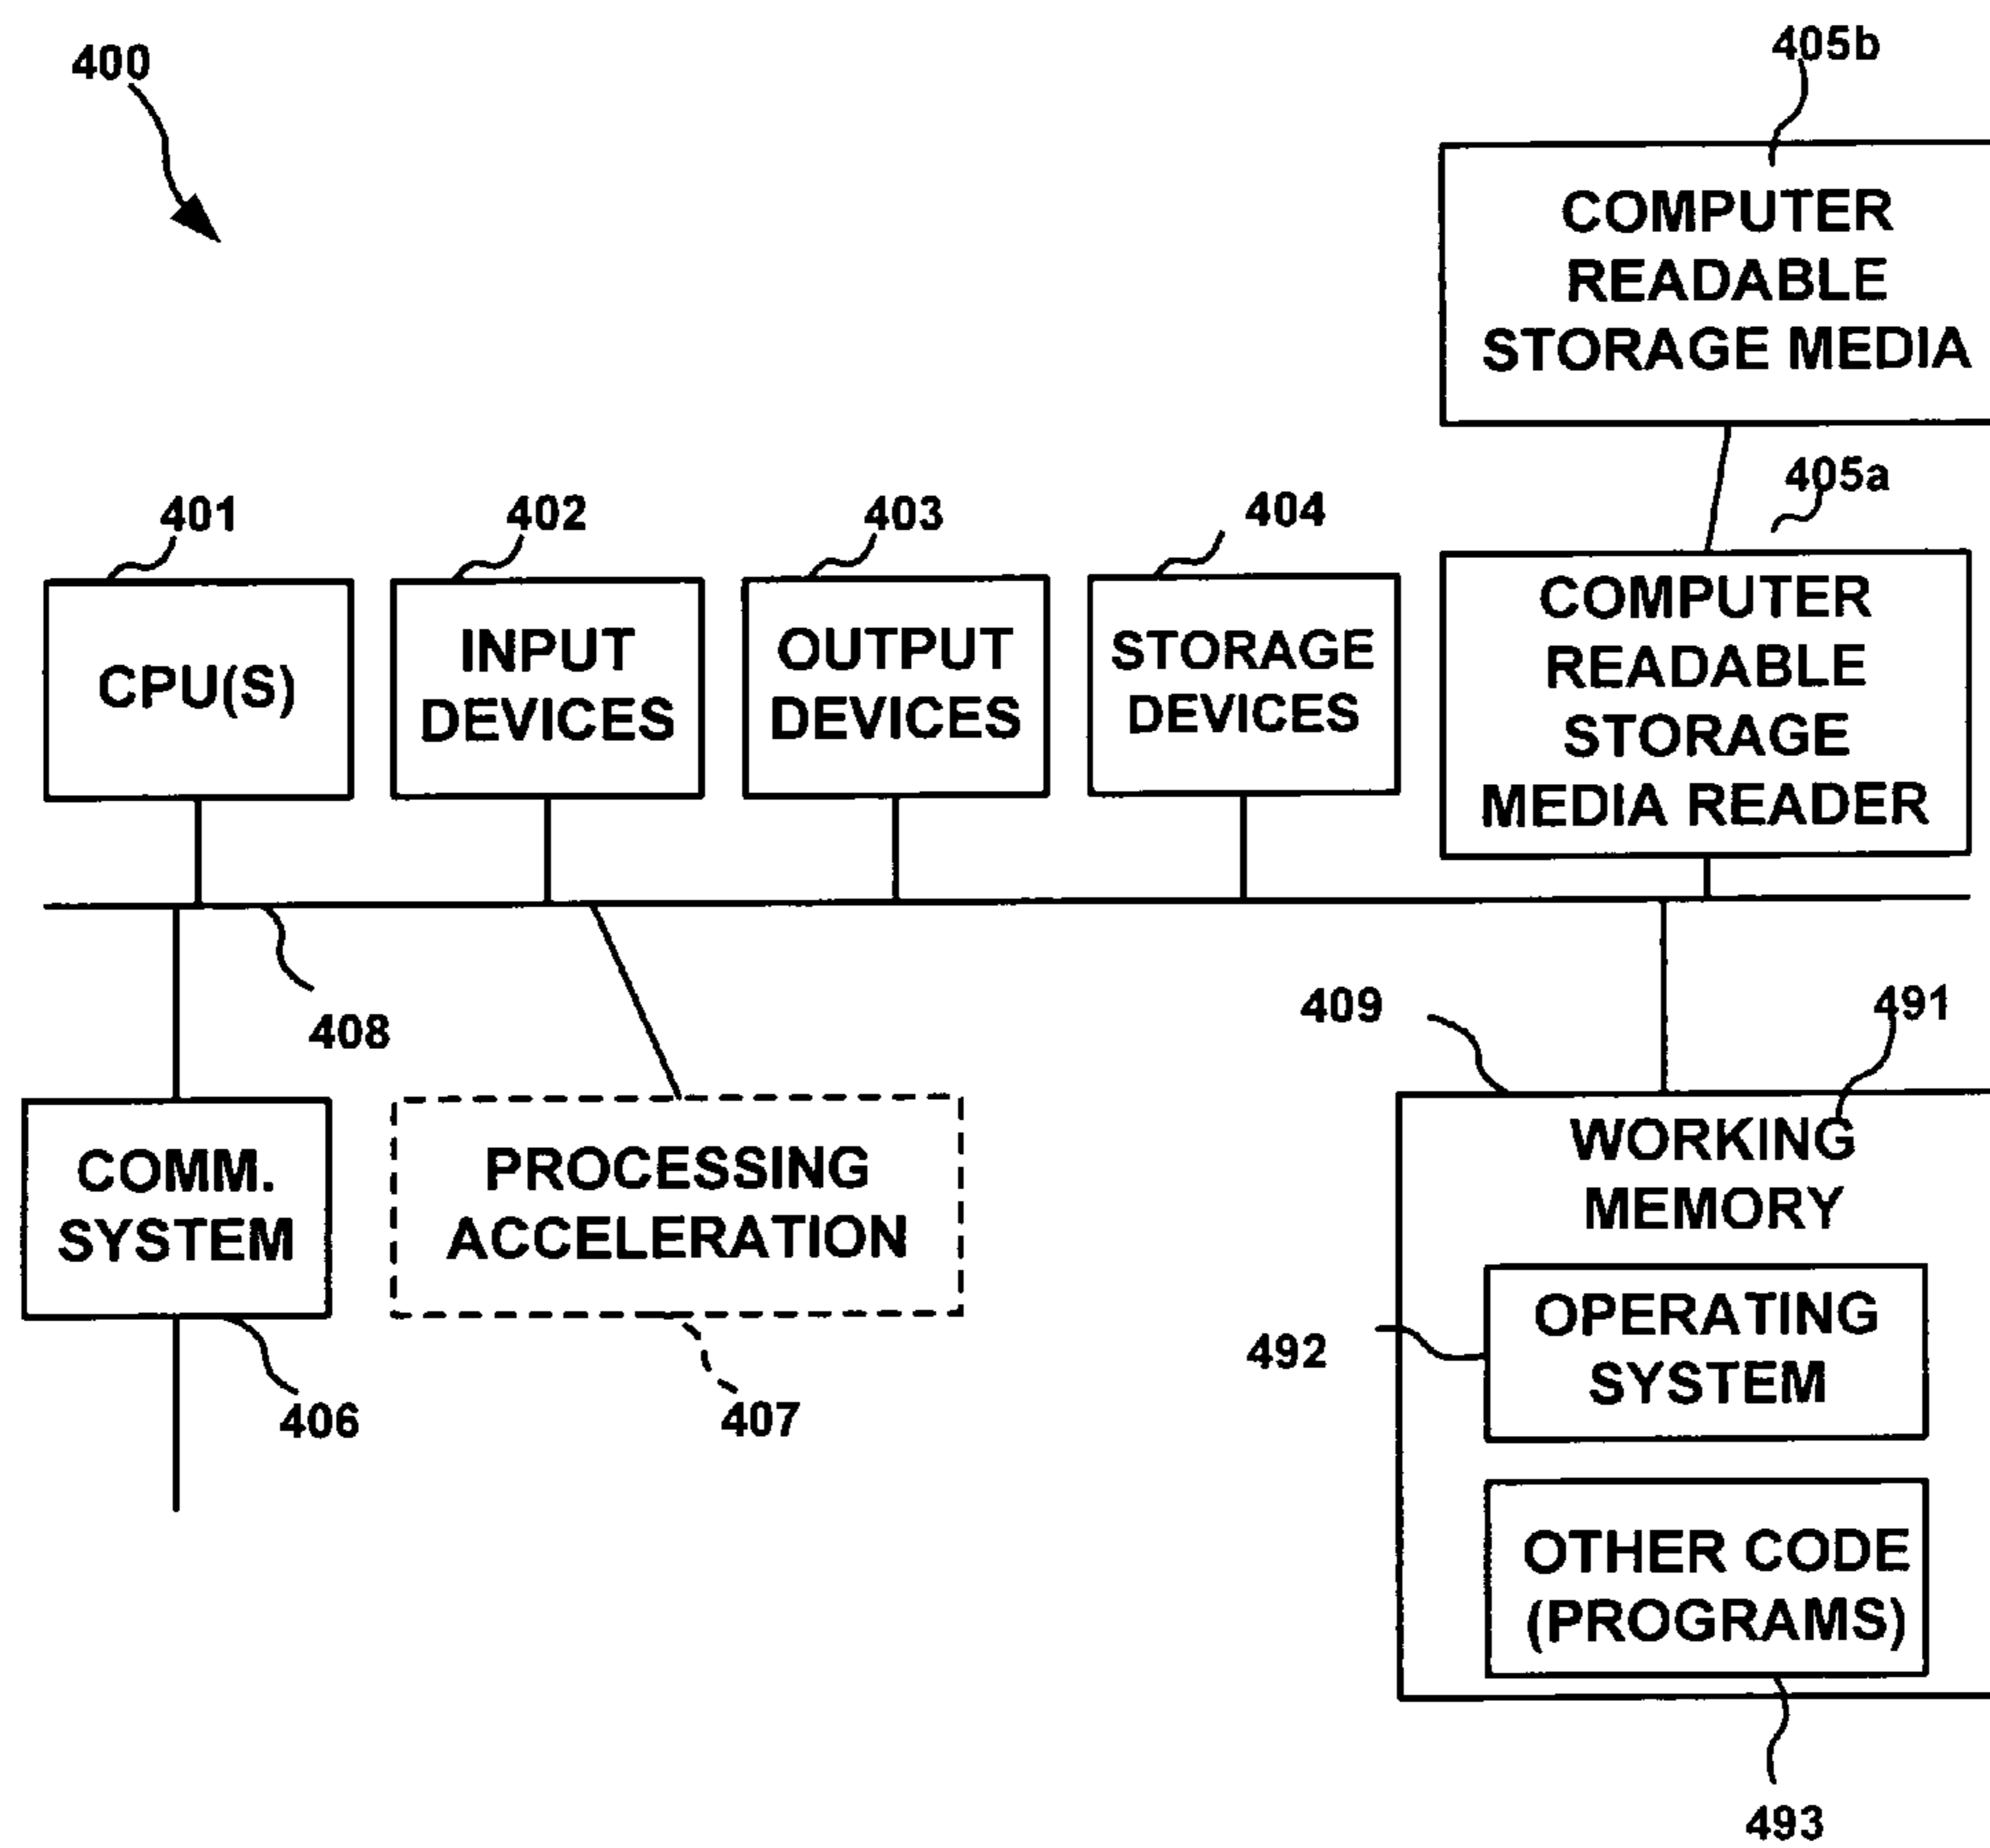 400
405b
COMPUTER
READABLE
STORAGE MEDIA
405a
401
402
403
404
CPU(S)
INPUT
DEVICES
OUTPUT
DEVICES
STORAGE
DEVICES
COMPUTER
READABLE
STORAGE
MEDIA READER
408
409
491
COMM.
SYSTEM
PROCESSING
ACCELERATION
WORKING
MEMORY
406
407
492
OPERATING
SYSTEM
OTHER CODE
(PROGRAMS)
493